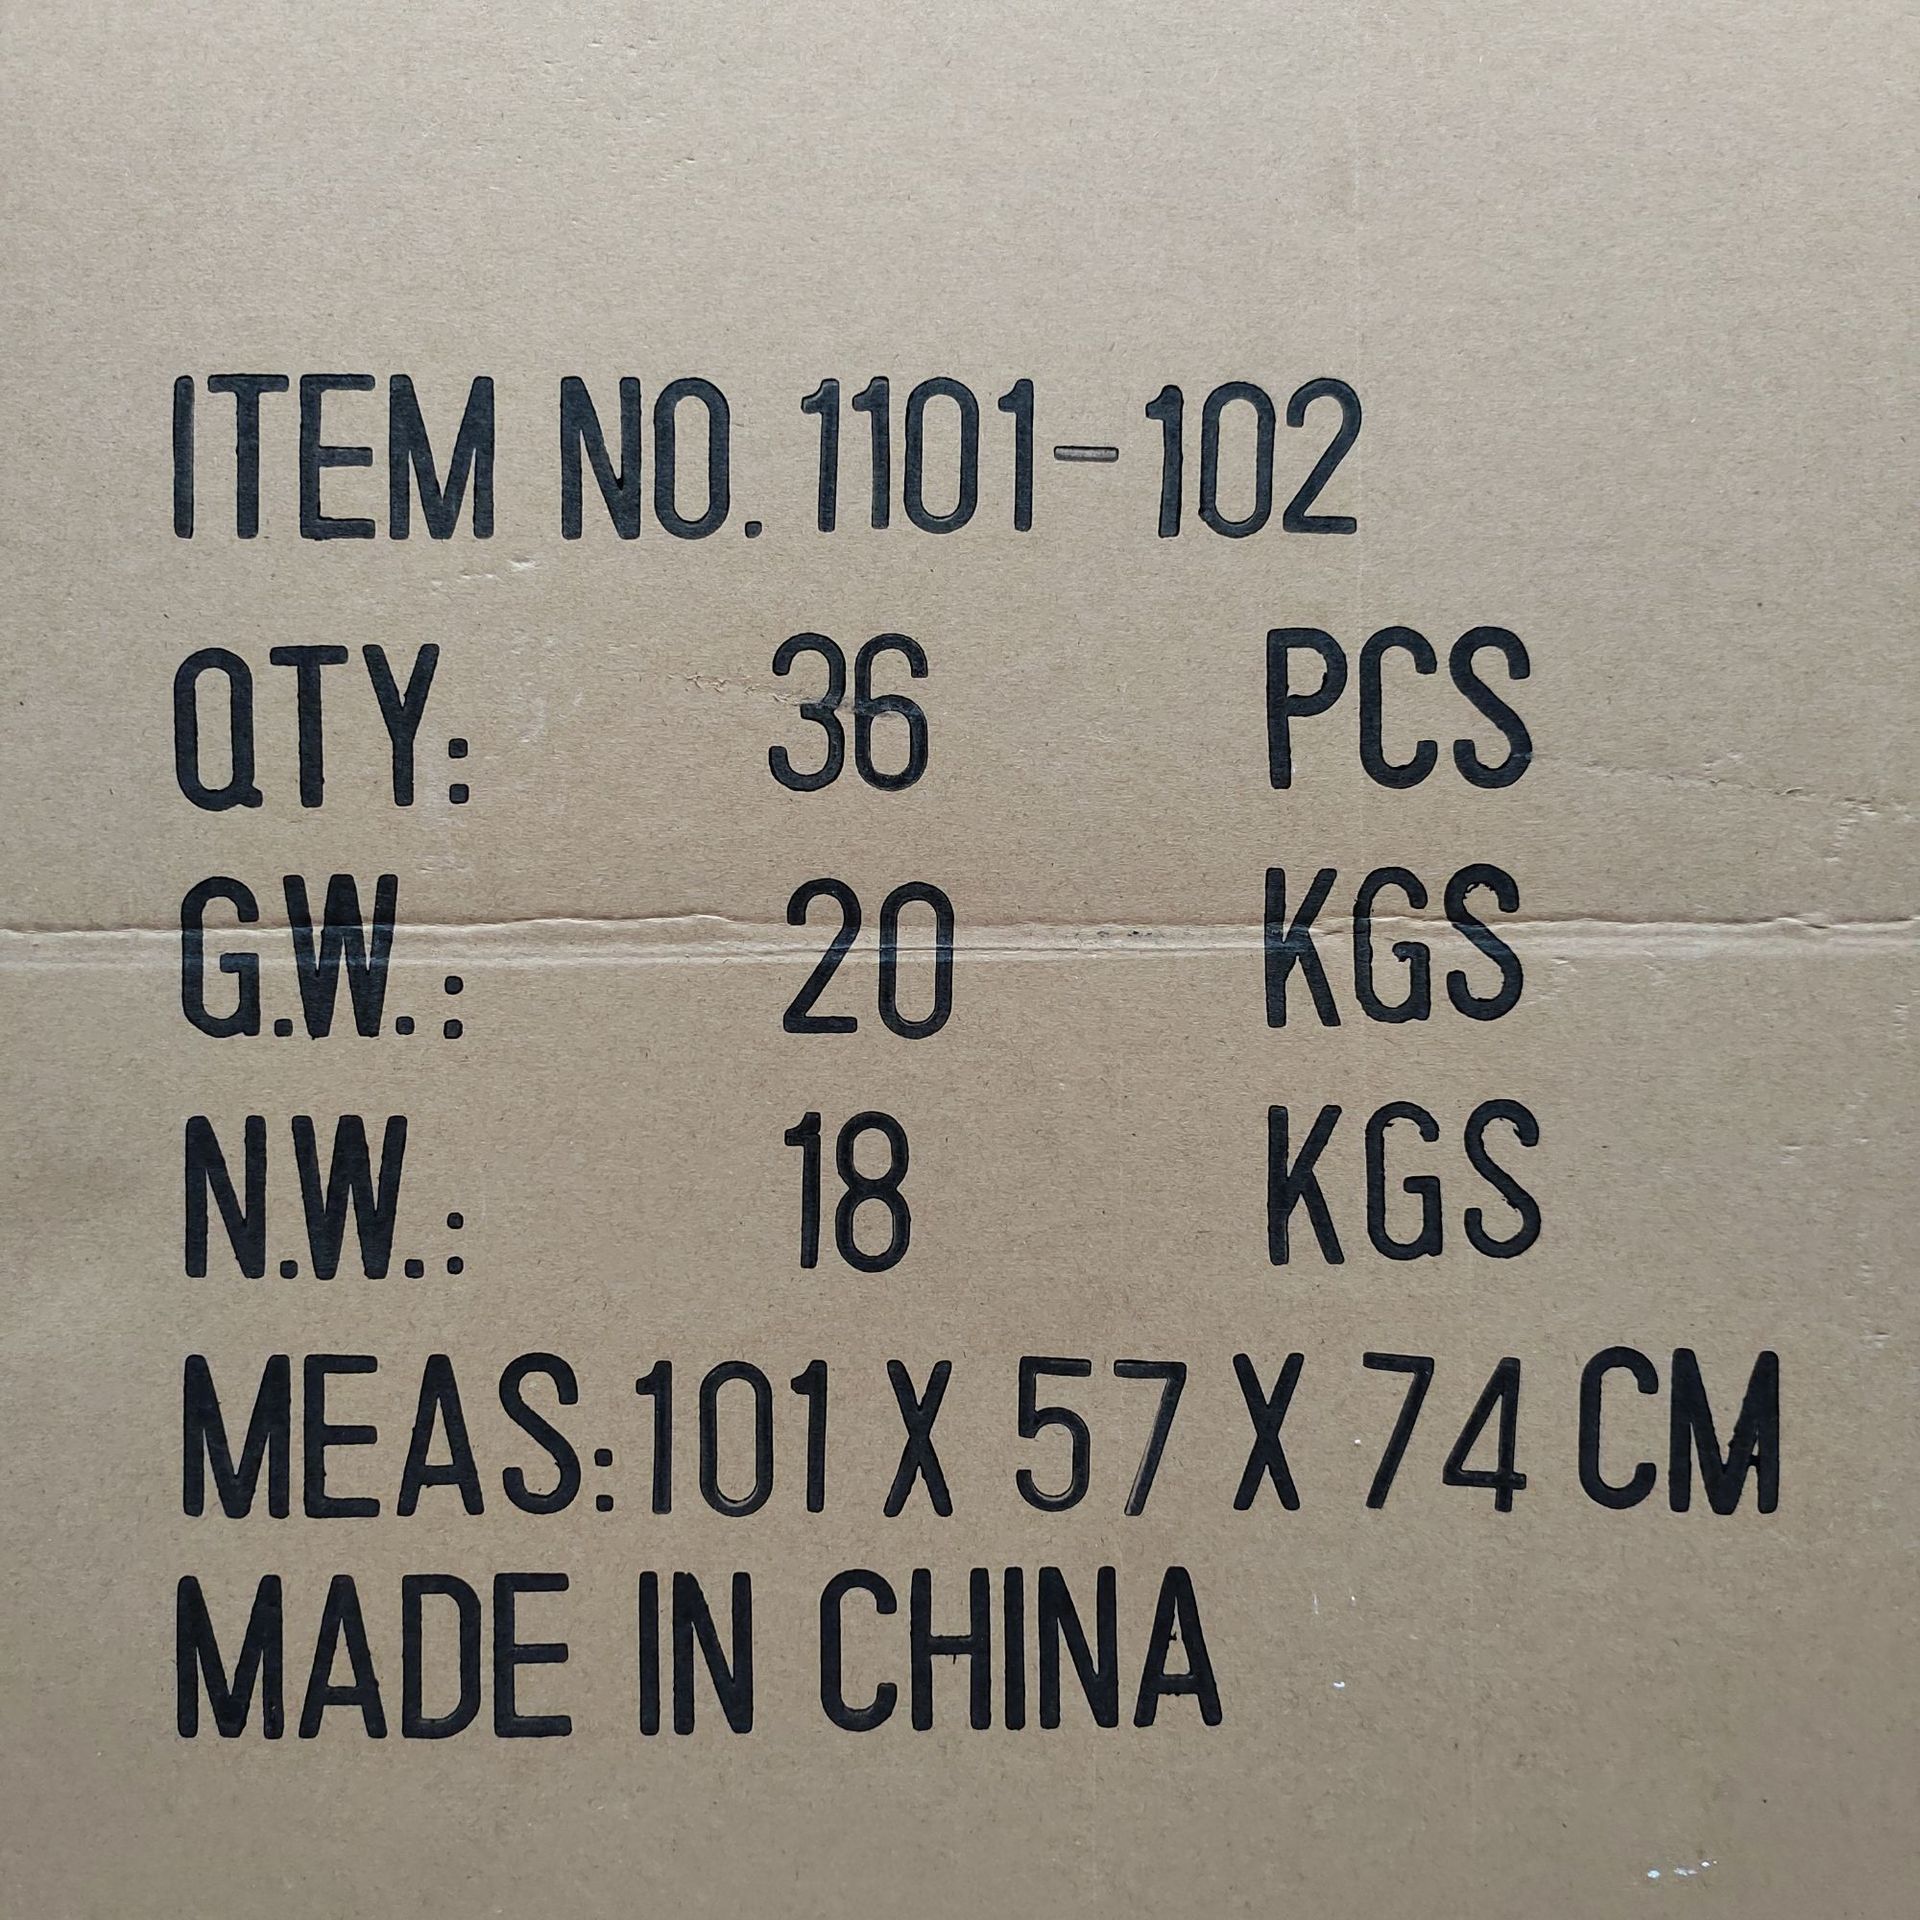 ITEM NO. 1101-102
QTY: 36 PCS
G.W.: 20 KGS
N.W.: 18 KGS
MEAS:101 X 57 X 74 CM
MADE IN CHINA